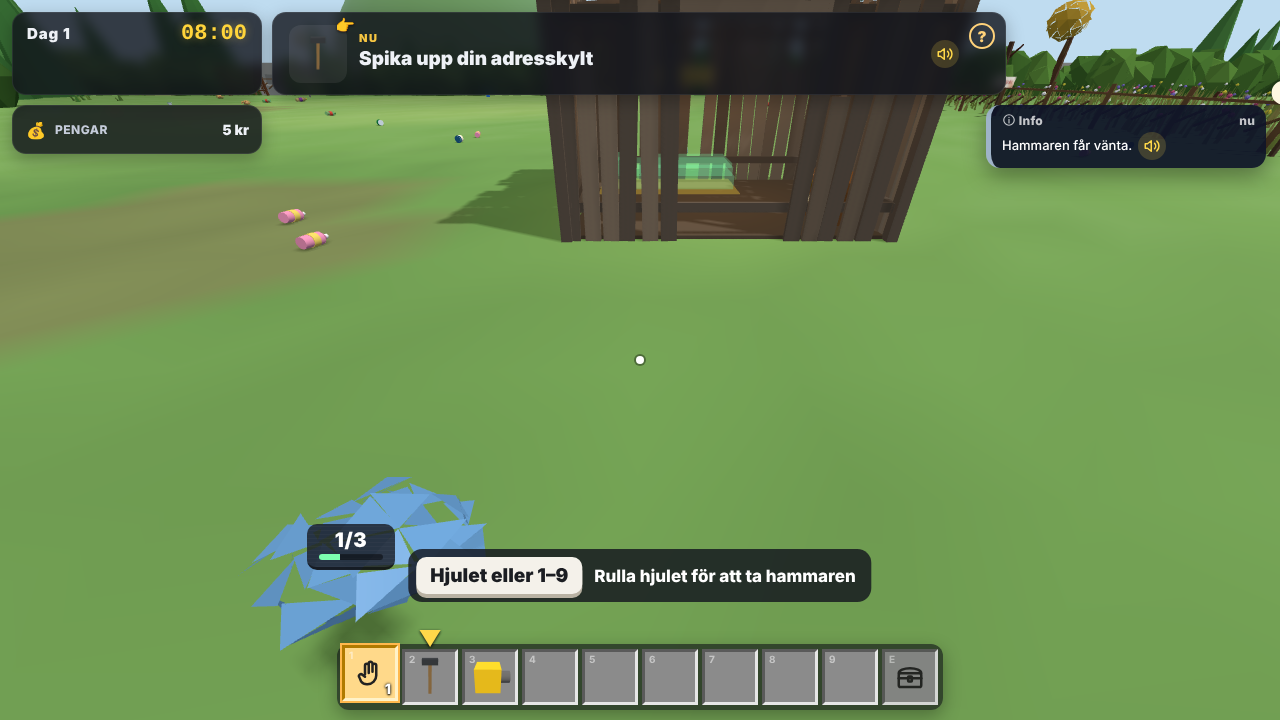 Dag 1
08:00
NU
Spika upp din adresskylt
?
PENGAR
5 kr
Info
nu
Hammaren får vänta.
1/3
Hjulet eller 1–9
Rulla hjulet för att ta hammaren
1
1
2
3
4
5
6
7
8
9
E